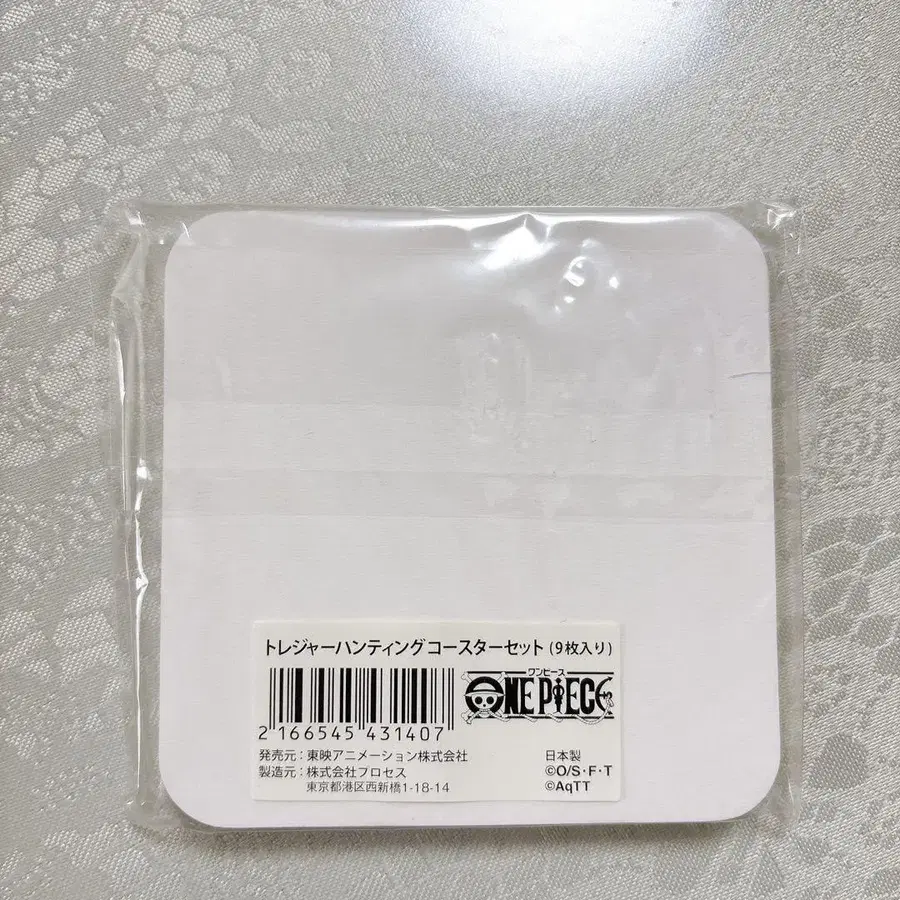 トレジャーハンティングコースターセット (9枚入り)
ワンピース
ONE PIECE
2 166545 431407
発売元：東映アニメーション株式会社
製造元：株式会社プロセス
東京都港区西新橋1-18-14
日本製
©O/S・F・T
©AqTT